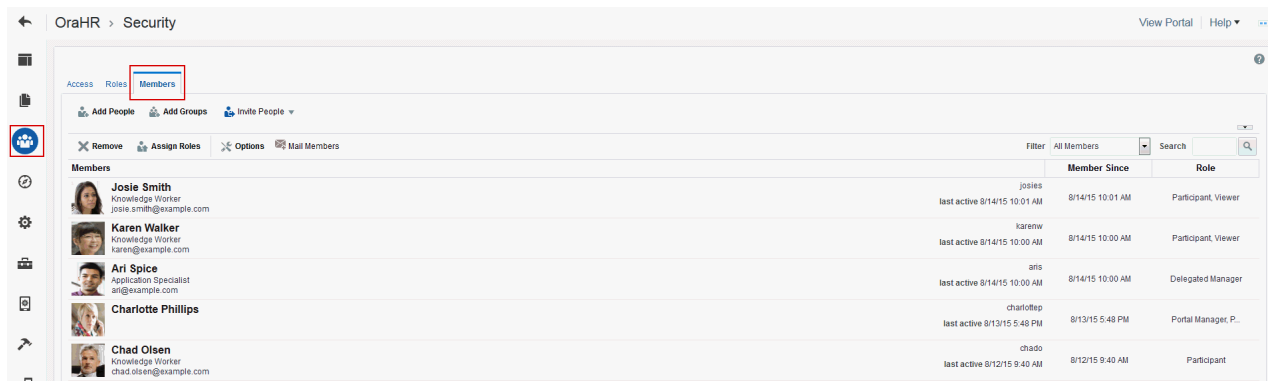 OraHR > Security
View Portal Help
Access Roles Members
Add People Add Groups Invite People
Remove Assign Roles Options Mail Members Filter All Members Search
Members Member Since Role
Josie Smith josies
Knowledge Worker last active 8/14/15 10:01 AM 8/14/15 10:01 AM Participant, Viewer
josie.smith@example.com
Karen Walker karenw
Knowledge Worker last active 8/14/15 10:00 AM 8/14/15 10:00 AM Participant, Viewer
karen@example.com
Ari Spice aris
Application Specialist last active 8/14/15 10:00 AM 8/14/15 10:00 AM Delegated Manager
ari@example.com
Charlotte Phillips charlottep
last active 8/13/15 5:48 PM 8/13/15 5:48 PM Portal Manager, P...
Chad Olsen chado
Knowledge Worker last active 8/12/15 9:40 AM 8/12/15 9:40 AM Participant
chad.olsen@example.com